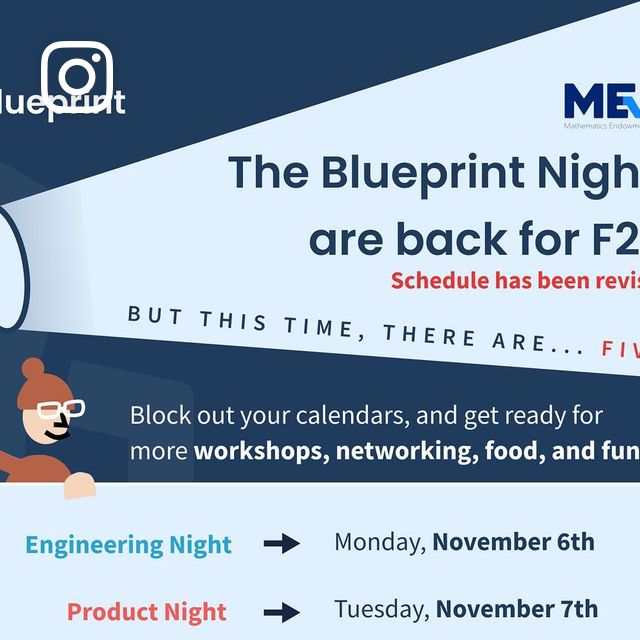 lueprint
ME
Mathematics Endowme
The Blueprint Nigh
are back for F2
Schedule has been revis
BUT THIS TIME, THERE ARE... FIV
Block out your calendars, and get ready for
more workshops, networking, food, and fun
Engineering Night → Monday, November 6th
Product Night → Tuesday, November 7th